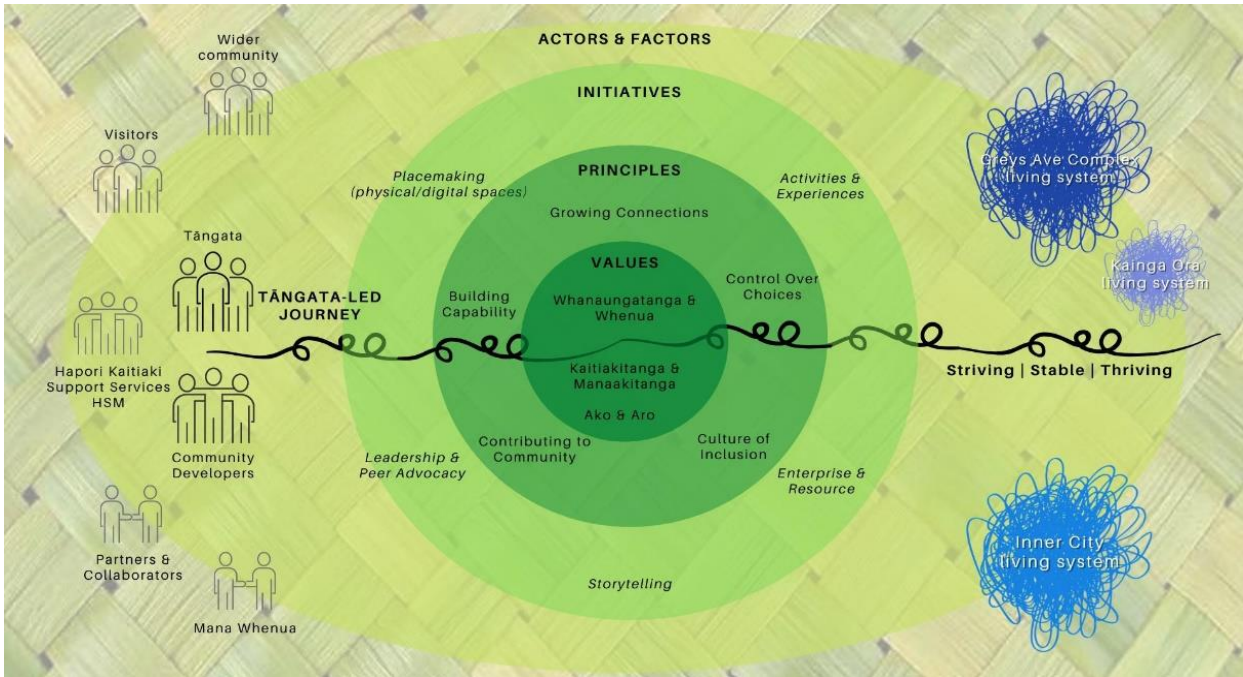 ACTORS & FACTORS
INITIATIVES
PRINCIPLES
Growing Connections
VALUES
Whanaungatanga &
Whenua
Kaitiakitanga &
Manaakitanga
Ako & Aro
Building
Capability
Control Over
Choices
Contributing to
Community
Culture of
Inclusion
Placemaking
(physical/digital spaces)
Activities &
Experiences
Leadership &
Peer Advocacy
Enterprise &
Resource
Storytelling
Wider
community
Visitors
Tāngata
TĀNGATA-LED
JOURNEY
Hapori Kaitiaki
Support Services
HSM
Community
Developers
Partners &
Collaborators
Mana Whenua
Greys Ave Complex
living system
Kainga Ora
living system
Striving | Stable | Thriving
Inner City
living system